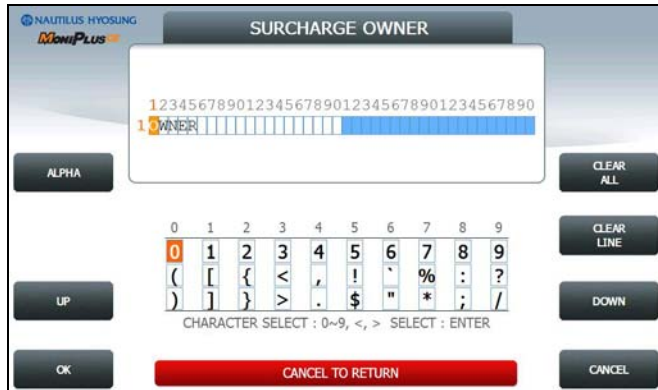 NAUTILUS HYOSUNG
MoniPlus CE
SURCHARGE OWNER
1234567890123456789012345678901234567890
1 OWNER
ALPHA
CLEAR ALL
0 1 2 3 4 5 6 7 8 9
CLEAR LINE
0 1 2 3 4 5 6 7 8 9
( [ { < , ! ` % : ?
) ] } > . $ " * ; /
UP
DOWN
CHARACTER SELECT : 0~9, <, > SELECT : ENTER
OK
CANCEL TO RETURN
CANCEL